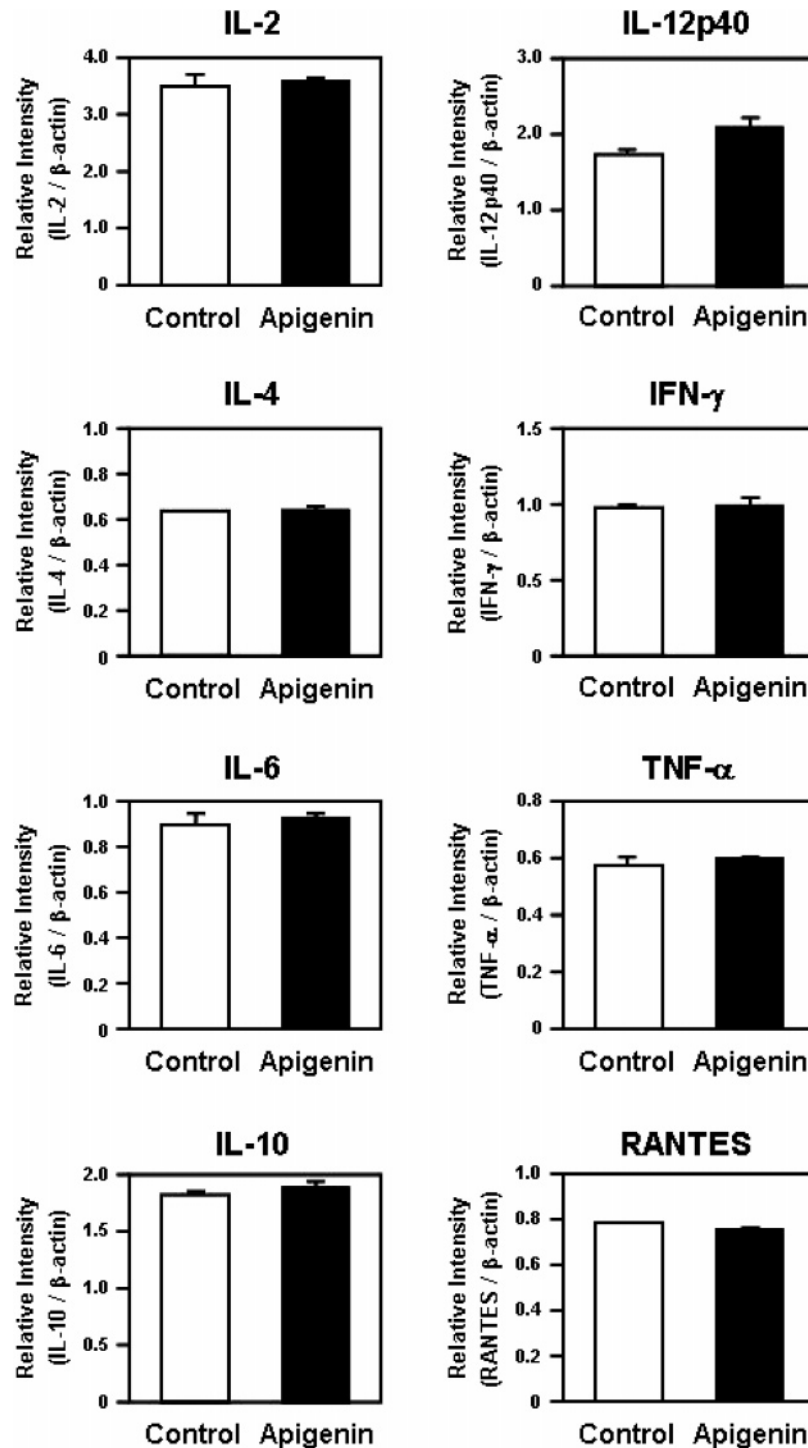 IL-2
Relative Intensity
(IL-2 / β-actin)
4.0
3.0
2.0
1.0
0
Control Apigenin
IL-12p40
Relative Intensity
(IL-12p40 / β-actin)
3.0
2.0
1.0
0
Control Apigenin
IL-4
Relative Intensity
(IL-4 / β-actin)
1.0
0.8
0.6
0.4
0.2
0
Control Apigenin
IFN-γ
Relative Intensity
(IFN-γ / β-actin)
1.5
1.0
0.5
0
Control Apigenin
IL-6
Relative Intensity
(IL-6 / β-actin)
1.0
0.8
0.6
0.4
0.2
0
Control Apigenin
TNF-α
Relative Intensity
(TNF-α / β-actin)
0.8
0.6
0.4
0.2
0
Control Apigenin
IL-10
Relative Intensity
(IL-10 / β-actin)
2.0
1.5
1.0
0.5
0
Control Apigenin
RANTES
Relative Intensity
(RANTES / β-actin)
1.0
0.8
0.6
0.4
0.2
0
Control Apigenin